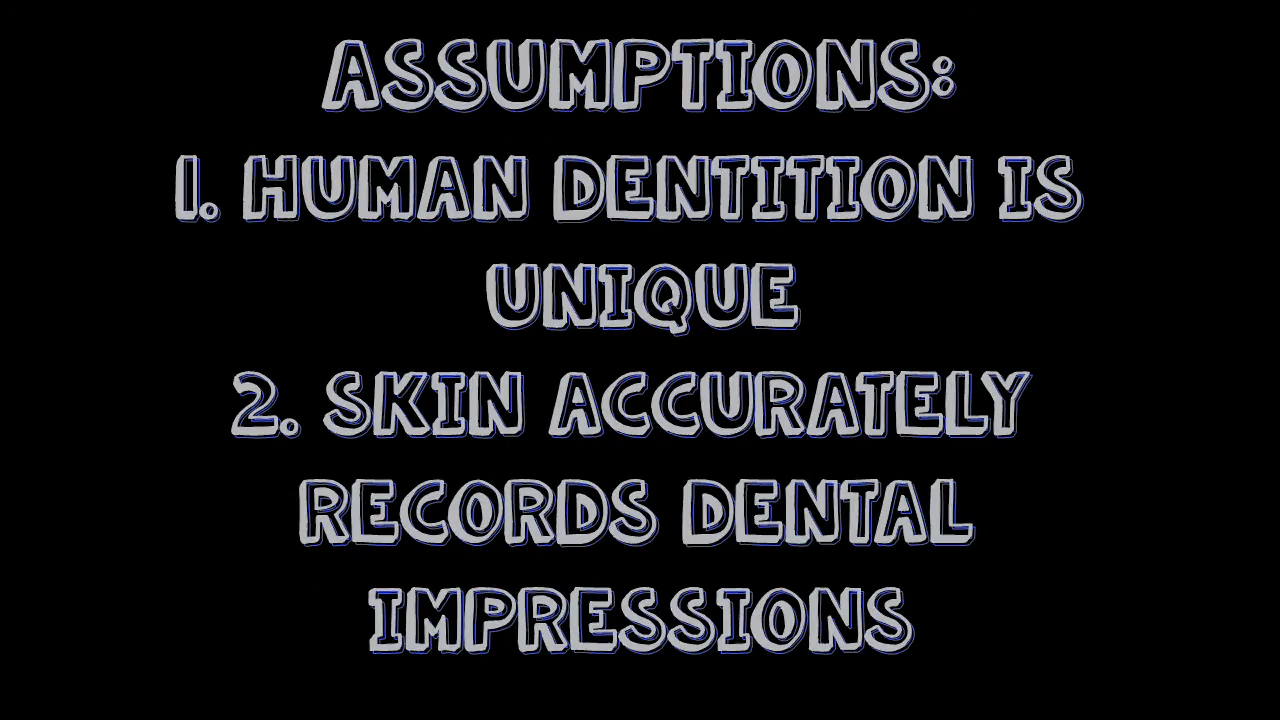 ASSUMPTIONS:
1. HUMAN DENTITION IS
UNIQUE
2. SKIN ACCURATELY
RECORDS DENTAL
IMPRESSIONS